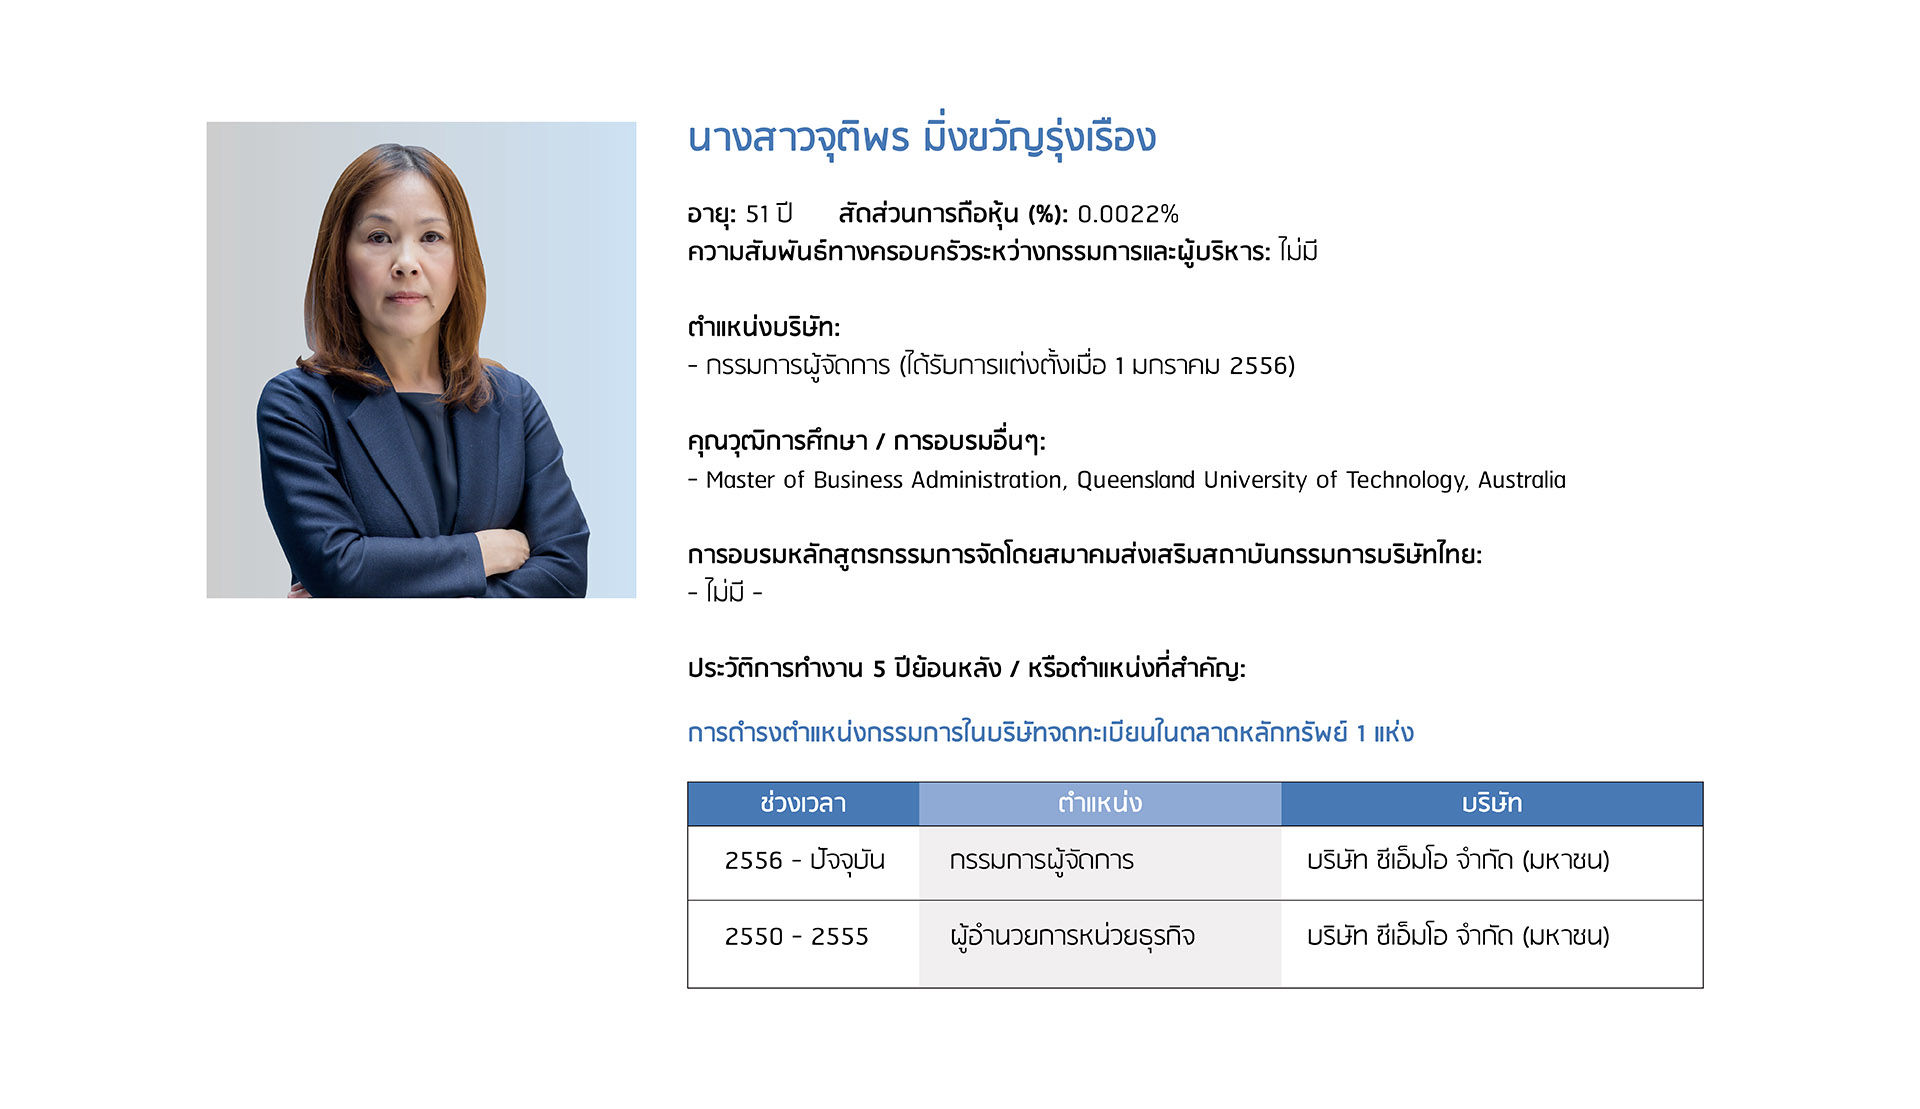 นางสาวจุติพร มิ่งขวัญรุ่งเรือง
อายุ: 51 ปี สัดส่วนการถือหุ้น (%): 0.0022%
ความสัมพันธ์ทางครอบครัวระหว่างกรรมการและผู้บริหาร: ไม่มี
ตำแหน่งบริษัท:
- กรรมการผู้จัดการ (ได้รับการแต่งตั้งเมื่อ 1 มกราคม 2556)
คุณวุฒิการศึกษา / การอบรมอื่นๆ:
- Master of Business Administration, Queensland University of Technology, Australia
การอบรมหลักสูตรกรรมการจัดโดยสมาคมส่งเสริมสถาบันกรรมการบริษัทไทย:
- ไม่มี -
ประวัติการทำงาน 5 ปีย้อนหลัง / หรือตำแหน่งที่สำคัญ:
การดำรงตำแหน่งกรรมการในบริษัทจดทะเบียนในตลาดหลักทรัพย์ 1 แห่ง
ช่วงเวลา ตำแหน่ง บริษัท
2556 - ปัจจุบัน กรรมการผู้จัดการ บริษัท ซีเอ็มโอ จำกัด (มหาชน)
2550 - 2555 ผู้อำนวยการหน่วยธุรกิจ บริษัท ซีเอ็มโอ จำกัด (มหาชน)